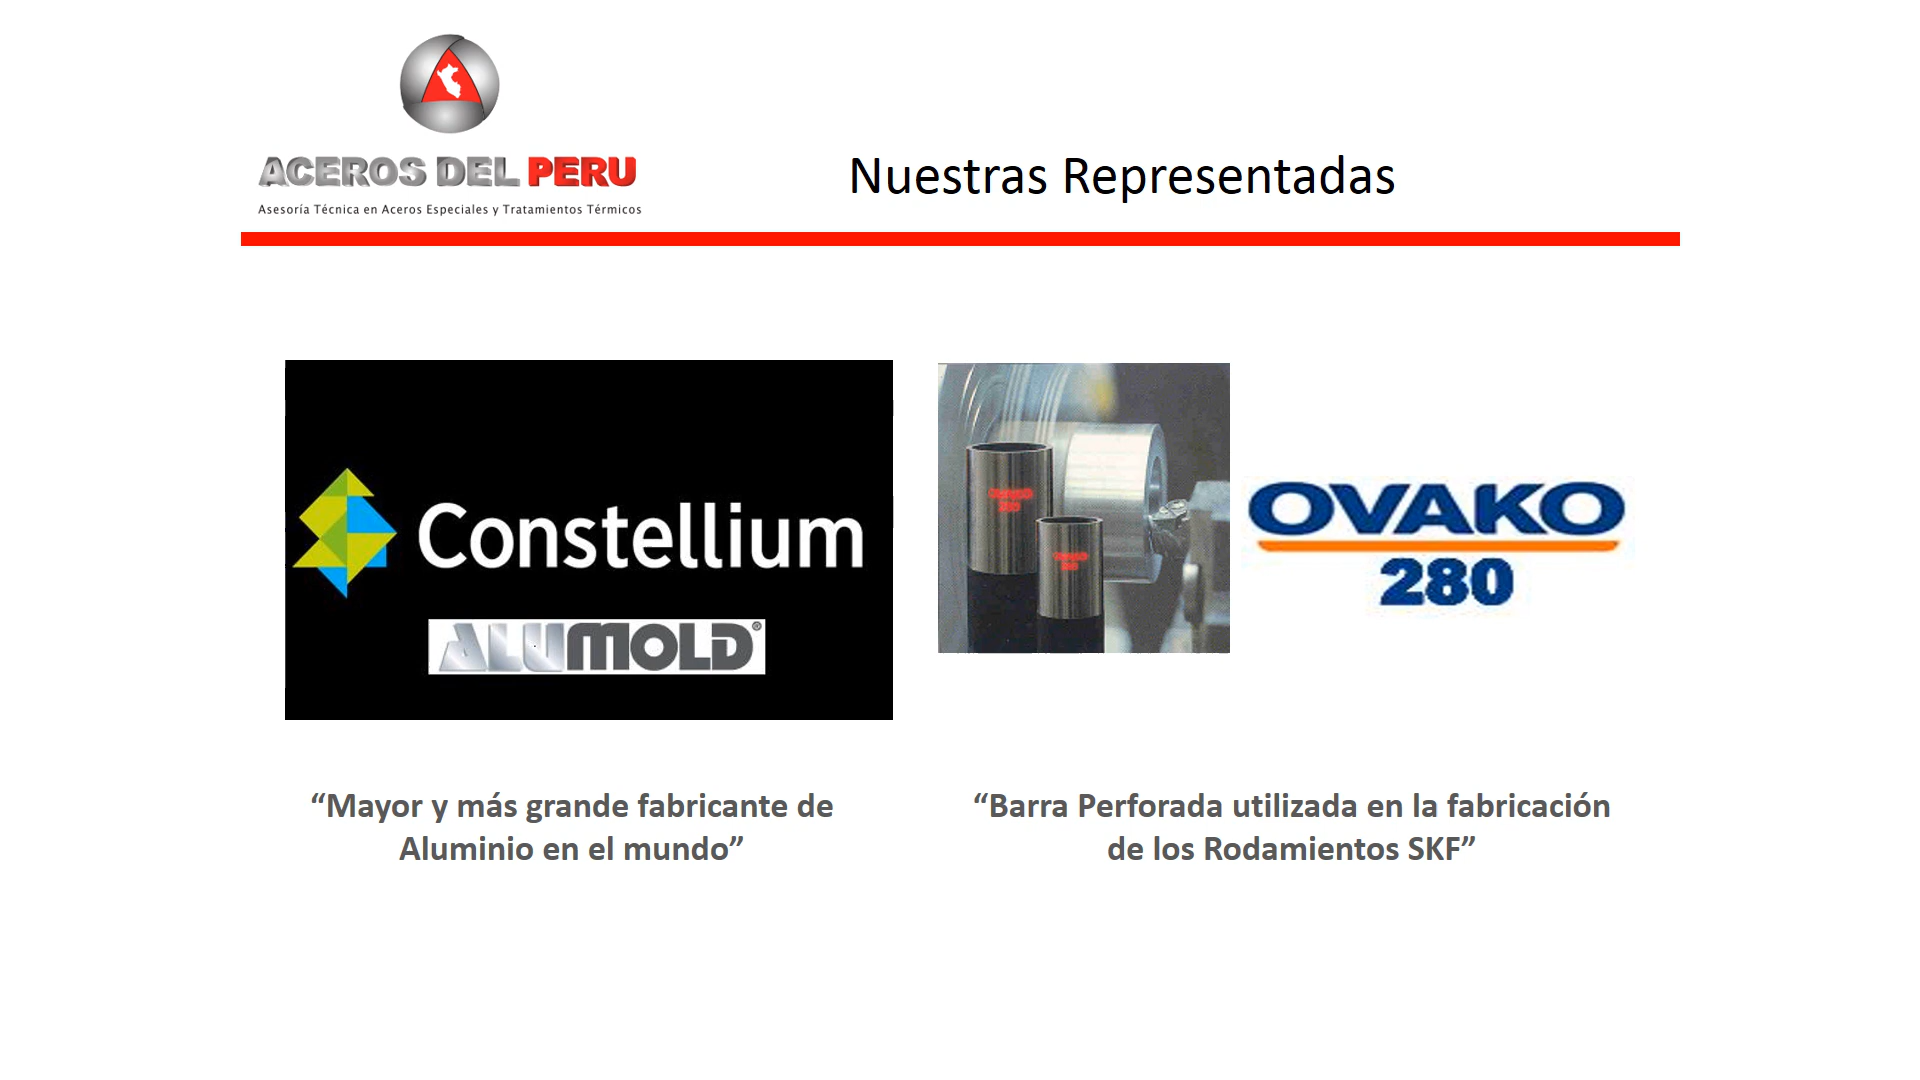 ACEROS DEL PERU
Asesoría Técnica en Aceros Especiales y Tratamientos Térmicos
Nuestras Representadas
Constellium
ALUMOLD®
OVAKO
280
“Mayor y más grande fabricante de
Aluminio en el mundo”
“Barra Perforada utilizada en la fabricación
de los Rodamientos SKF”